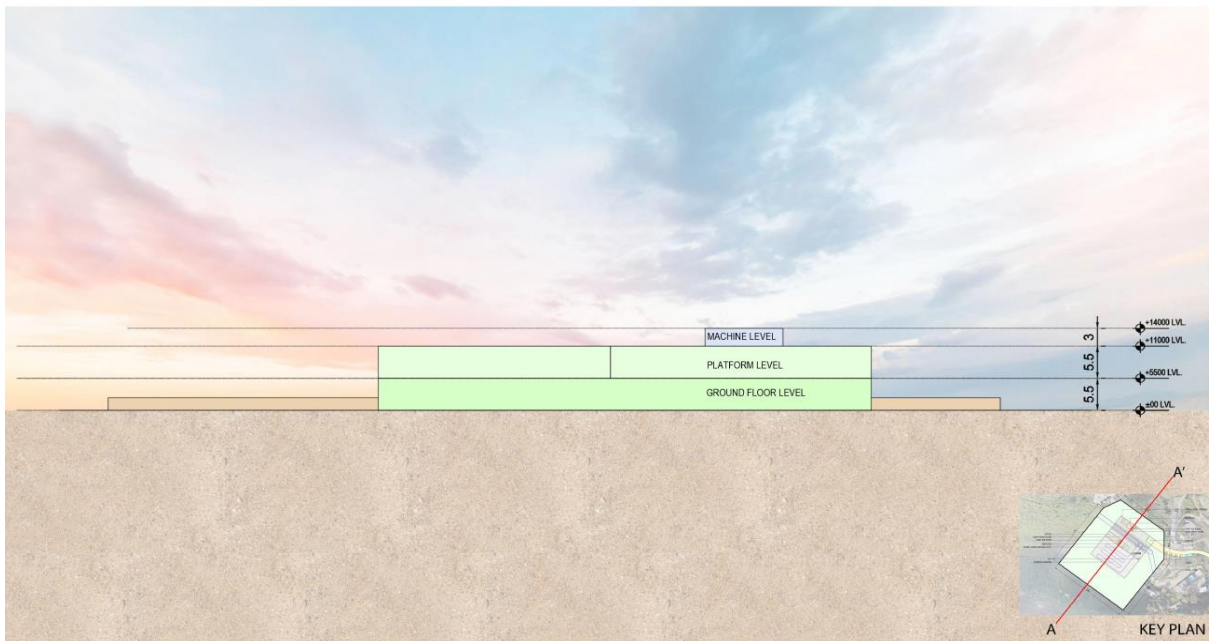 +14000 LVL.
MACHINE LEVEL
3
+11000 LVL.
PLATFORM LEVEL
5.5
+5500 LVL.
GROUND FLOOR LEVEL
5.5
±00 LVL.
A'
A
KEY PLAN